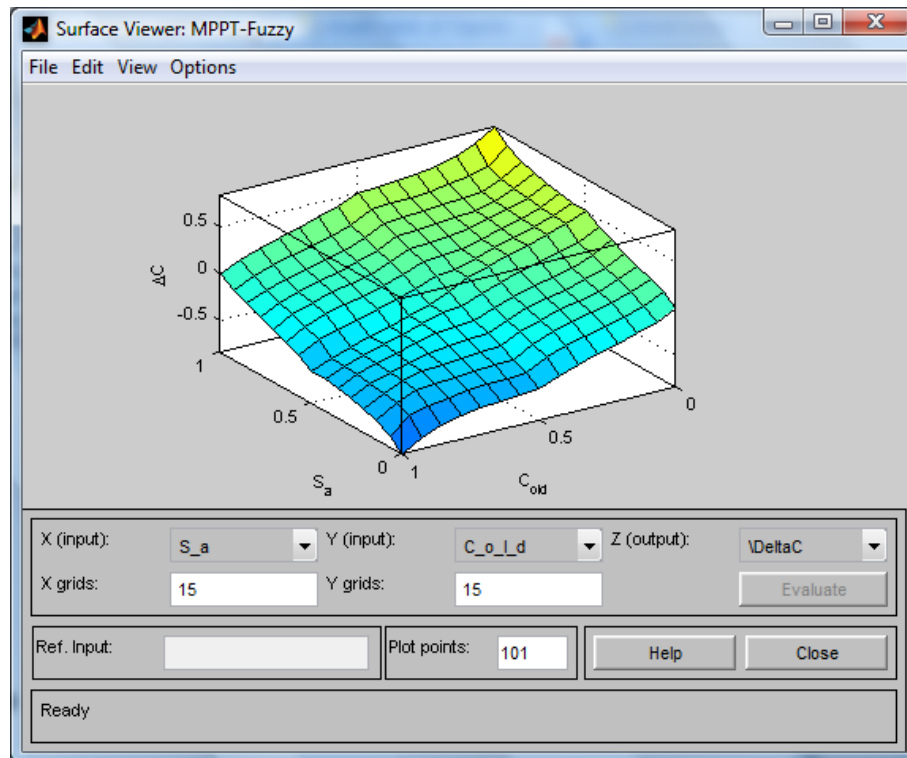 Surface Viewer: MPPT-Fuzzy
File Edit View Options
0.5
0
-0.5
ΔC
1
0.5
0
S_a
1
0.5
0
C_old
X (input): S_a Y (input): C_o_l_d Z (output): \DeltaC
X grids: 15 Y grids: 15 Evaluate
Ref. Input: Plot points: 101 Help Close
Ready